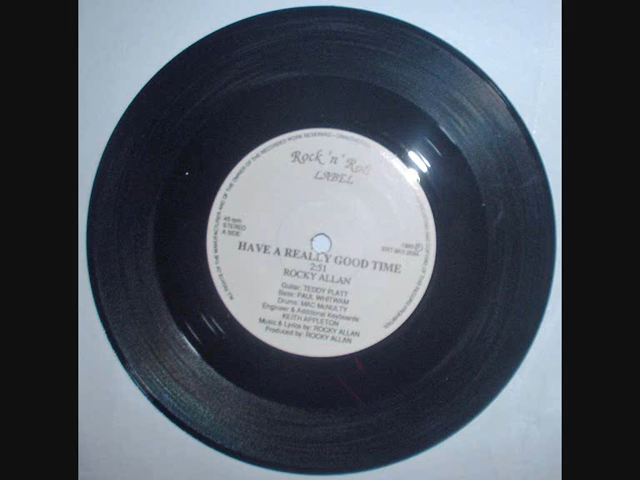 Rock 'n' Roll
LABEL
45 rpm
STEREO
A SIDE
HAVE A REALLY GOOD TIME
2:51
ROCKY ALLAN
Guitar: TEDDY PLATT
Bass: PAUL WHITWAM
Drums: MAC McNULTY
Engineer & Additional Keyboards:
KEITH APPLETON
Music & Lyrics by: ROCKY ALLAN
Produced by: ROCKY ALLAN